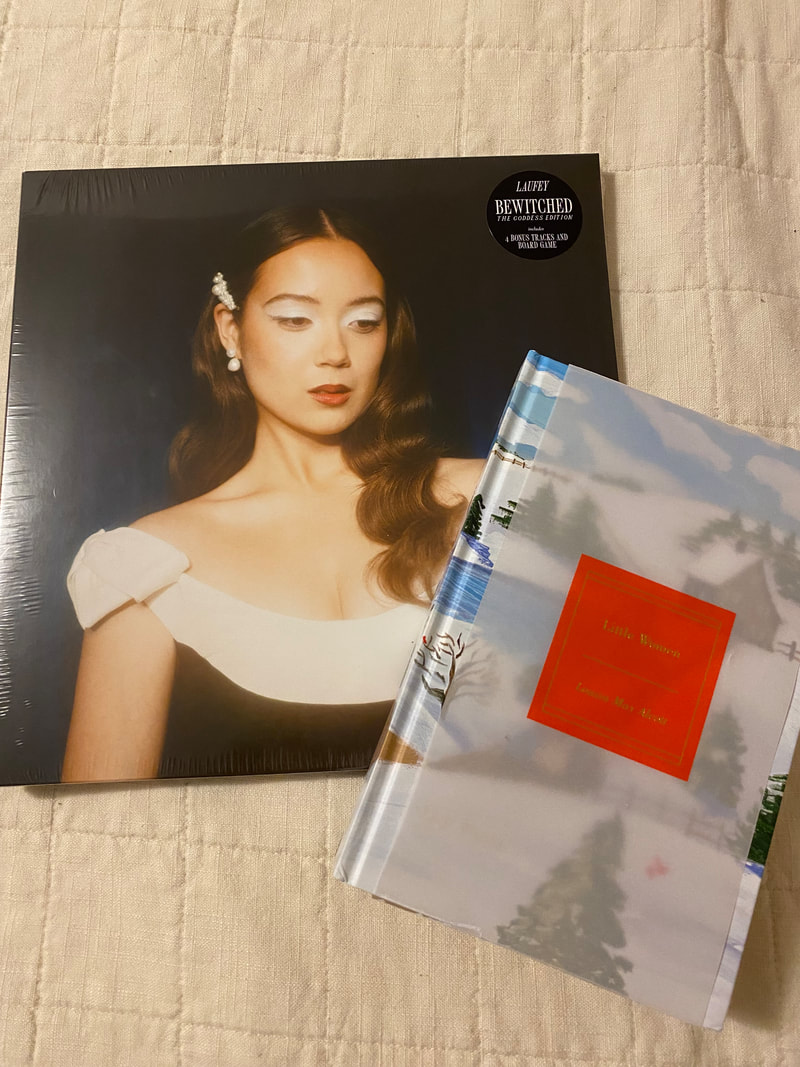 LAUFEY
BEWITCHED
THE GODDESS EDITION
includes
4 BONUS TRACKS AND
BOARD GAME
Little Women
Louisa May Alcott